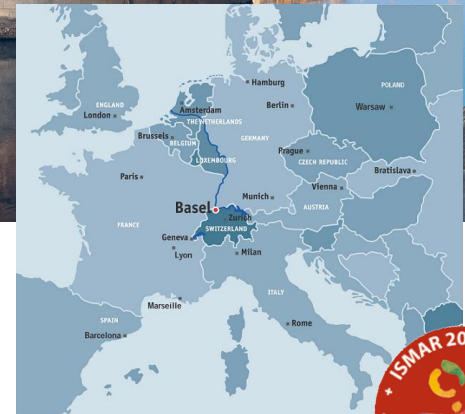 Hamburg
POLAND
ENGLAND
Amsterdam
Berlin
Warsaw
London
THE NETHERLANDS
Brussels
BELGIUM
GERMANY
Prague
LUXEMBOURG
CZECH REPUBLIC
Paris
Bratislava
Vienna
Munich
Basel
AUSTRIA
Zurich
FRANCE
SWITZERLAND
Geneva
Lyon
Milan
ITALY
Marseille
SPAIN
Rome
Barcelona
ISMAR 20